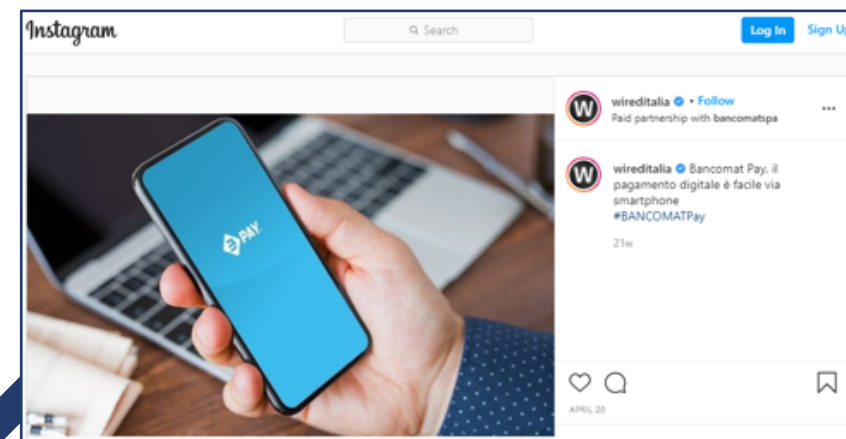 Instagram
Search
Log In
Sign Up
PAY.
wireditalia • Follow
Paid partnership with bancomatspa
wireditalia Bancomat Pay, il
pagamento digitale è facile via
smartphone
#BANCOMATPay
21w
APRIL 20